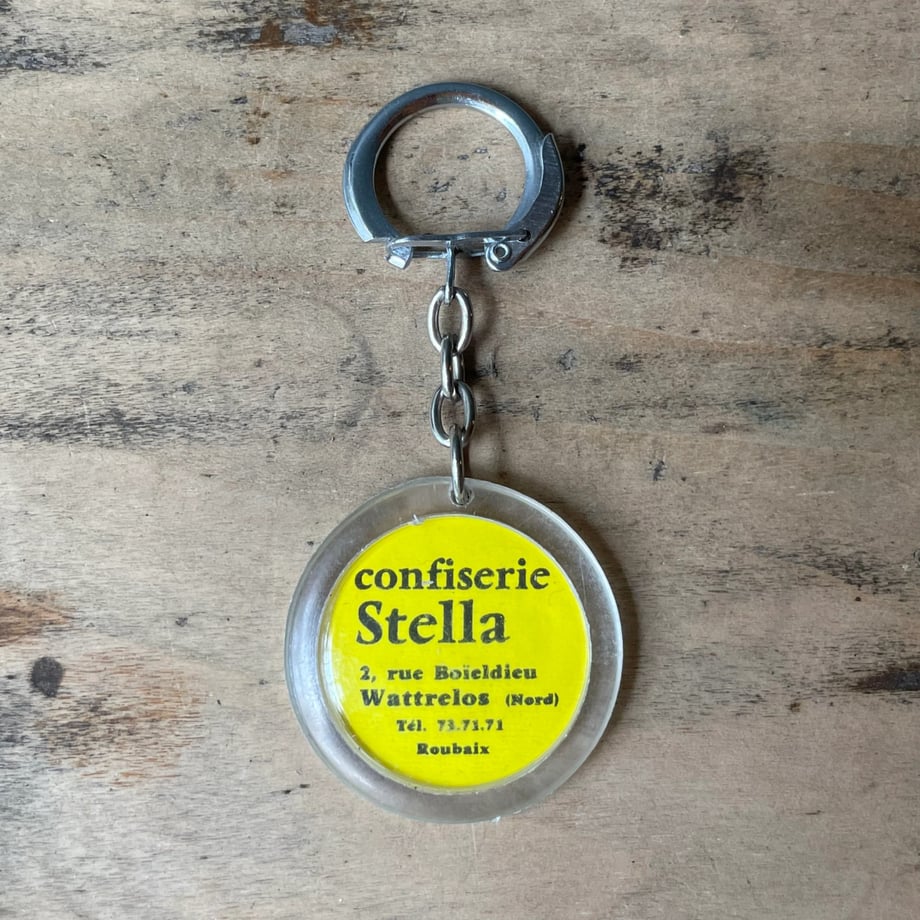 confiserie
Stella
2, rue Boïeldieu
Wattrelos (Nord)
Tél. 73.71.71
Roubaix